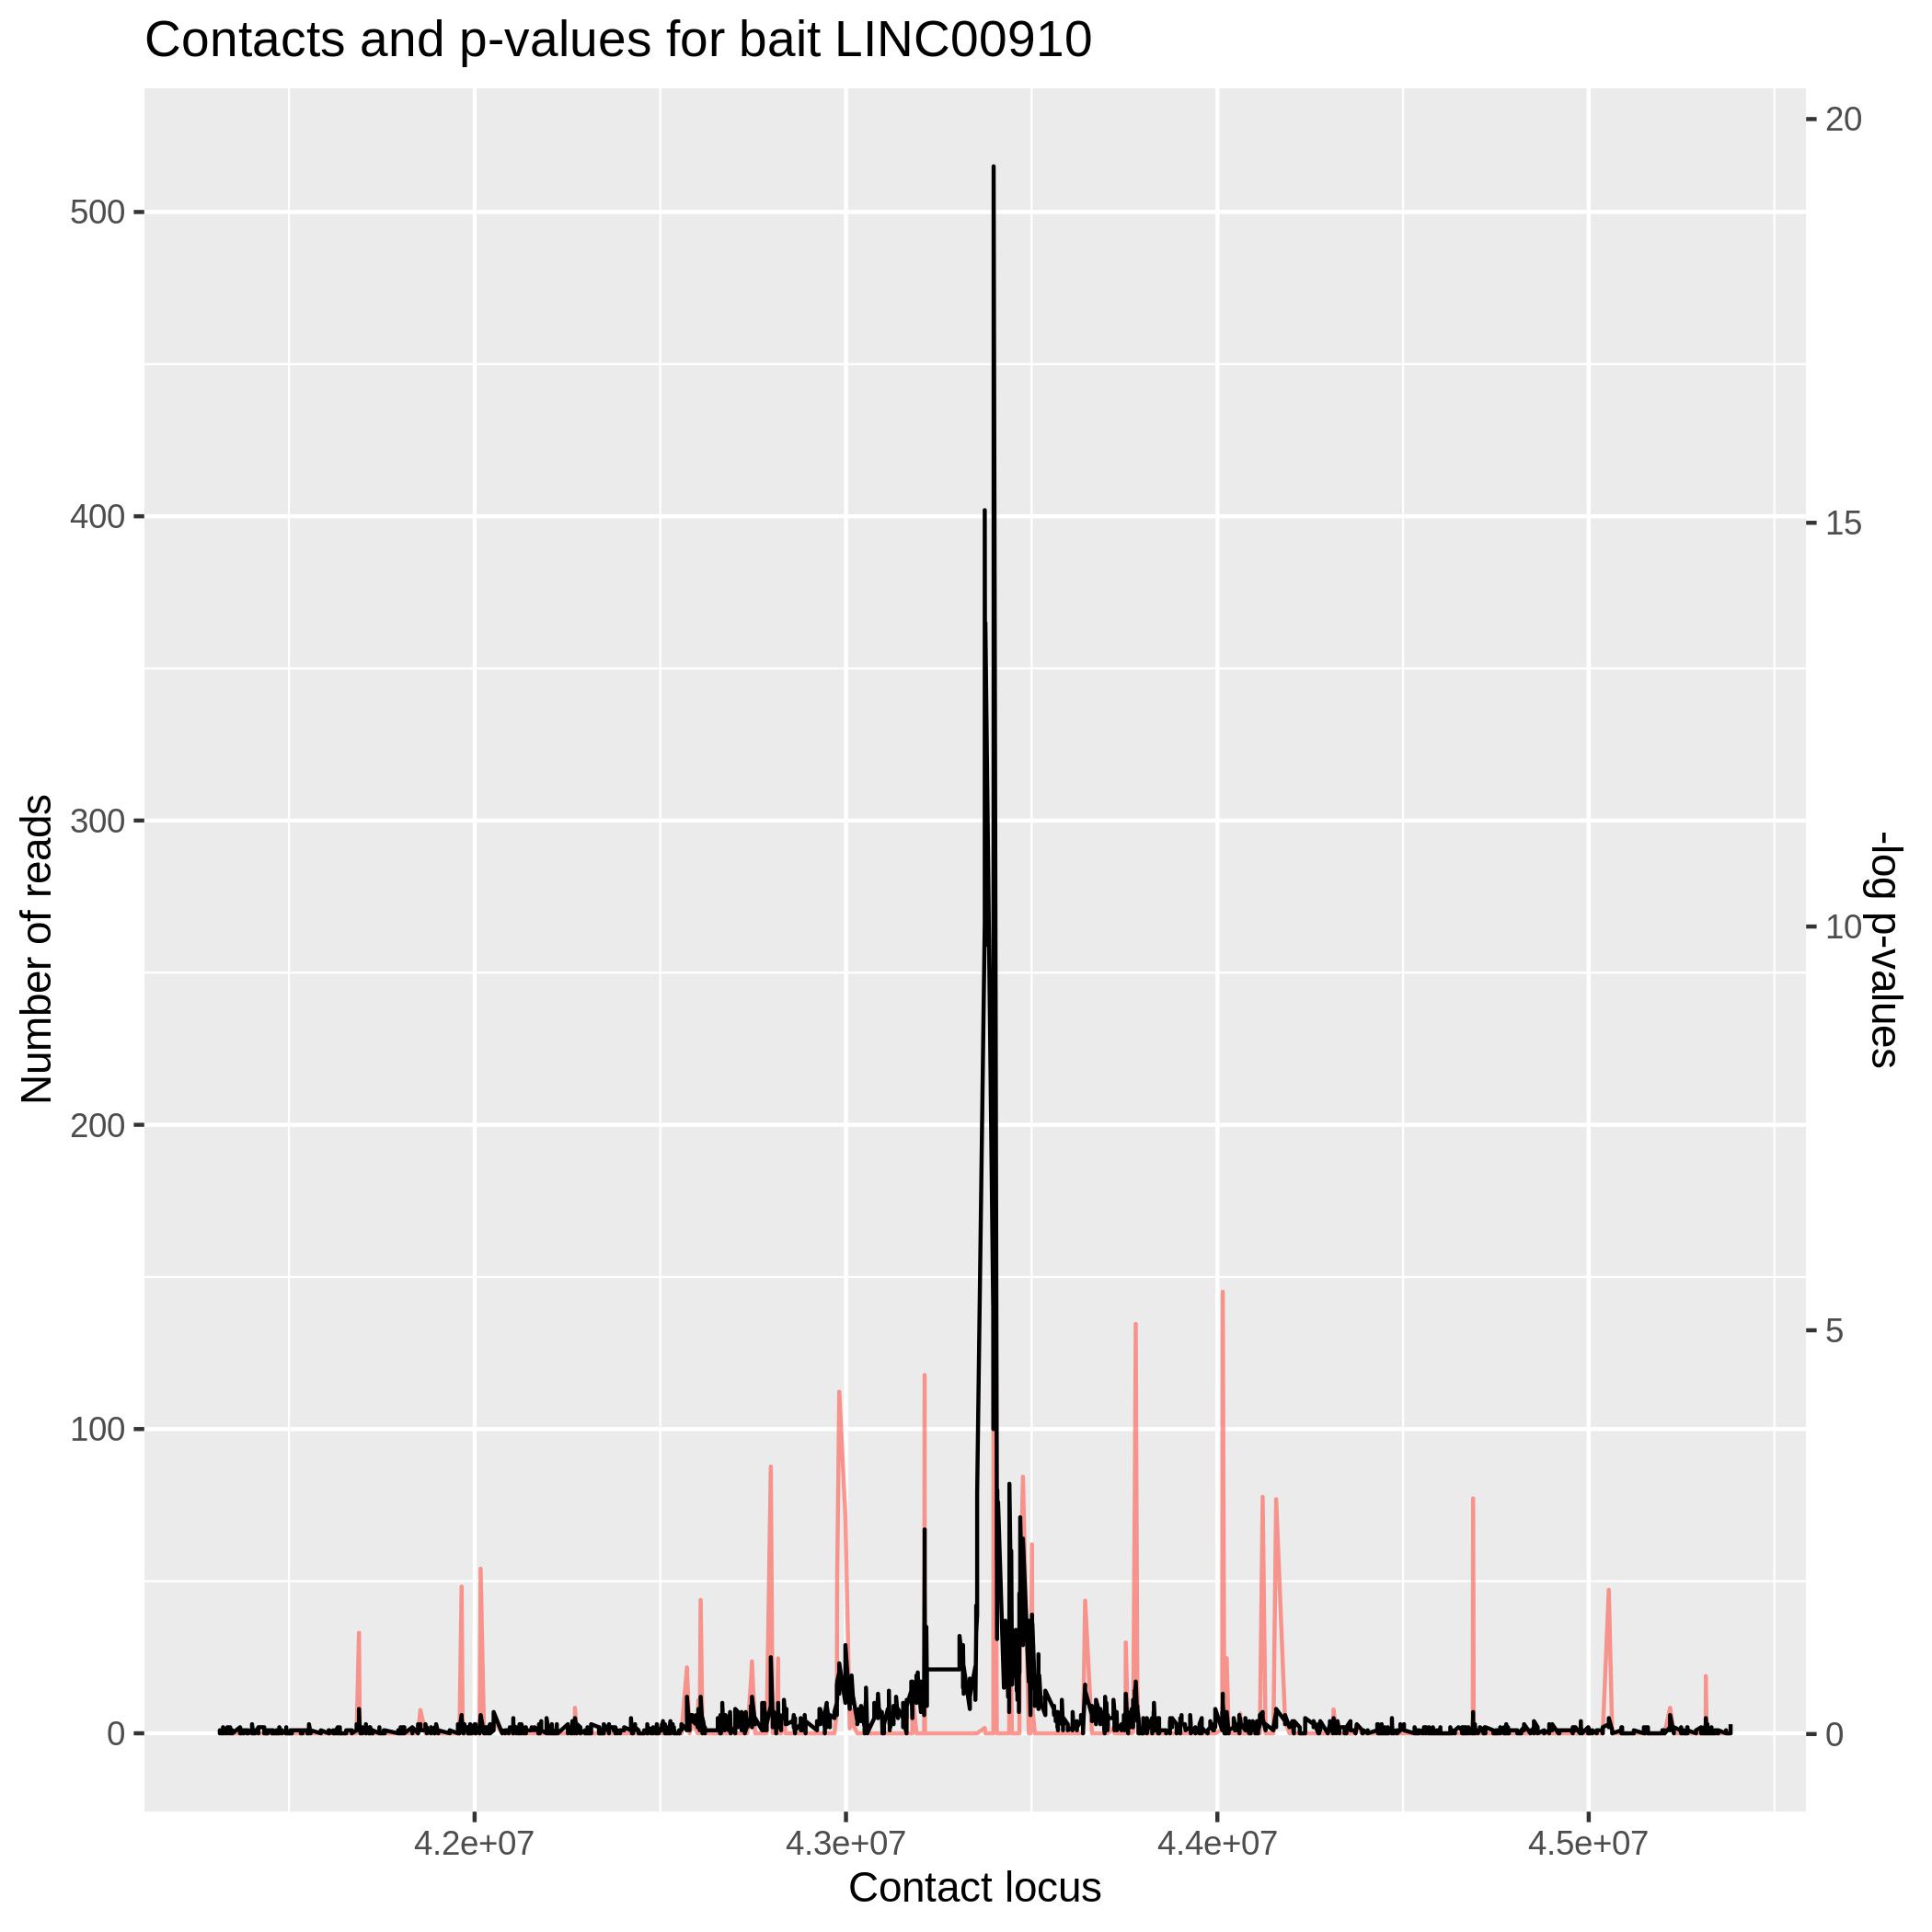 Contacts and p-values for bait LINC00910
500
400
300
200
100
0
Number of reads
20
15
10
5
0
-log p-values
4.2e+07
4.3e+07
4.4e+07
4.5e+07
Contact locus